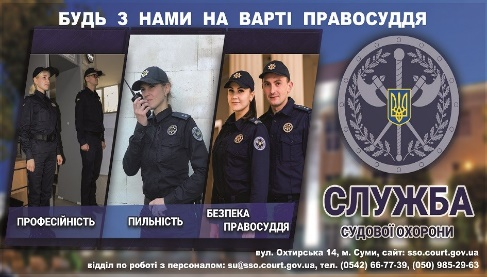 БУДЬ З НАМИ НА ВАРТІ ПРАВОСУДДЯ
ПРОФЕСІЙНІСТЬ
ПИЛЬНІСТЬ
БЕЗПЕКА
ПРАВОСУДДЯ
СЛУЖБА
СУДОВОЇ ОХОРОНИ
вул. Охтирська 14, м. Суми, сайт: sso.court.gov.ua,
відділ по роботі з персоналом: su@sso.court.gov.ua, тел. (0542) 66-77-39, (050) 985-29-63